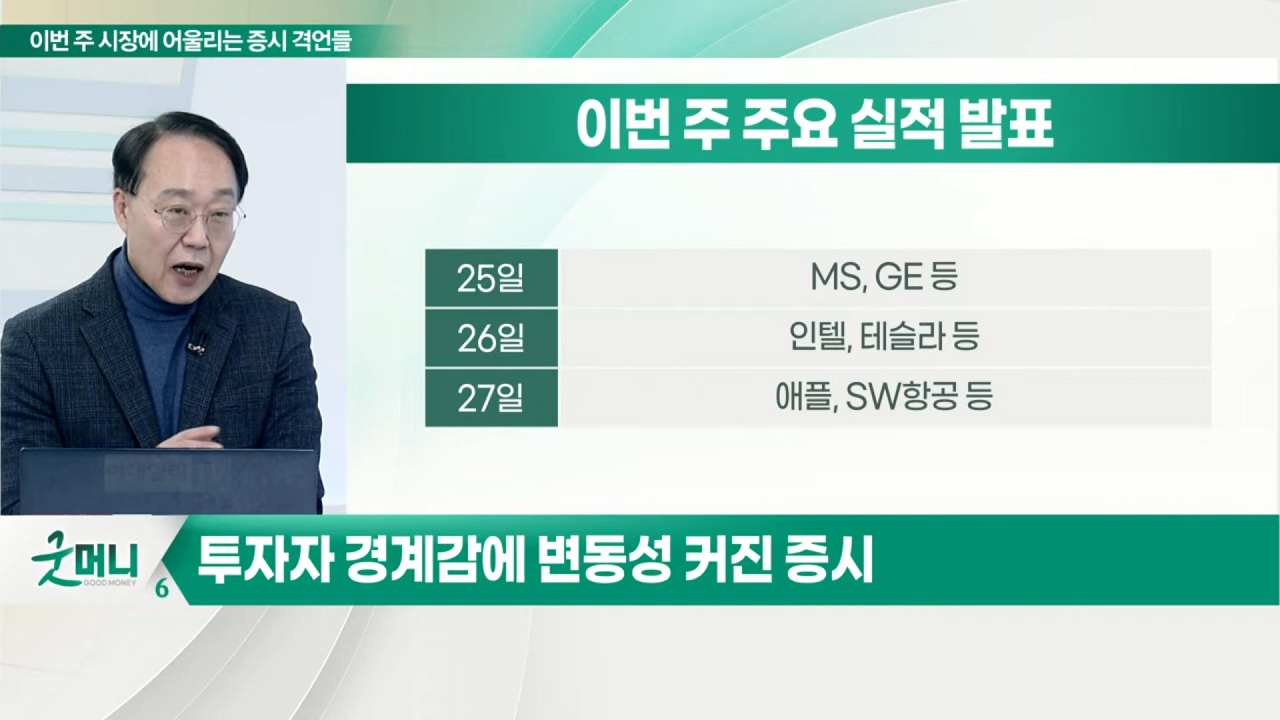 이번 주 시장에 어울리는 증시 격언들
이번 주 주요 실적 발표
25일 MS, GE 등
26일 인텔, 테슬라 등
27일 애플, SW항공 등
굿머니
GOOD MONEY
6
투자자 경계감에 변동성 커진 증시